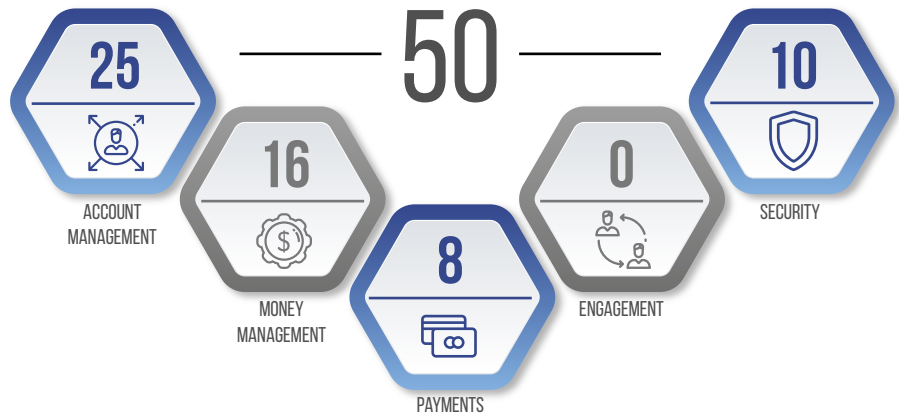 50
25
ACCOUNT
MANAGEMENT
16
$
MONEY
MANAGEMENT
8
PAYMENTS
0
ENGAGEMENT
10
SECURITY